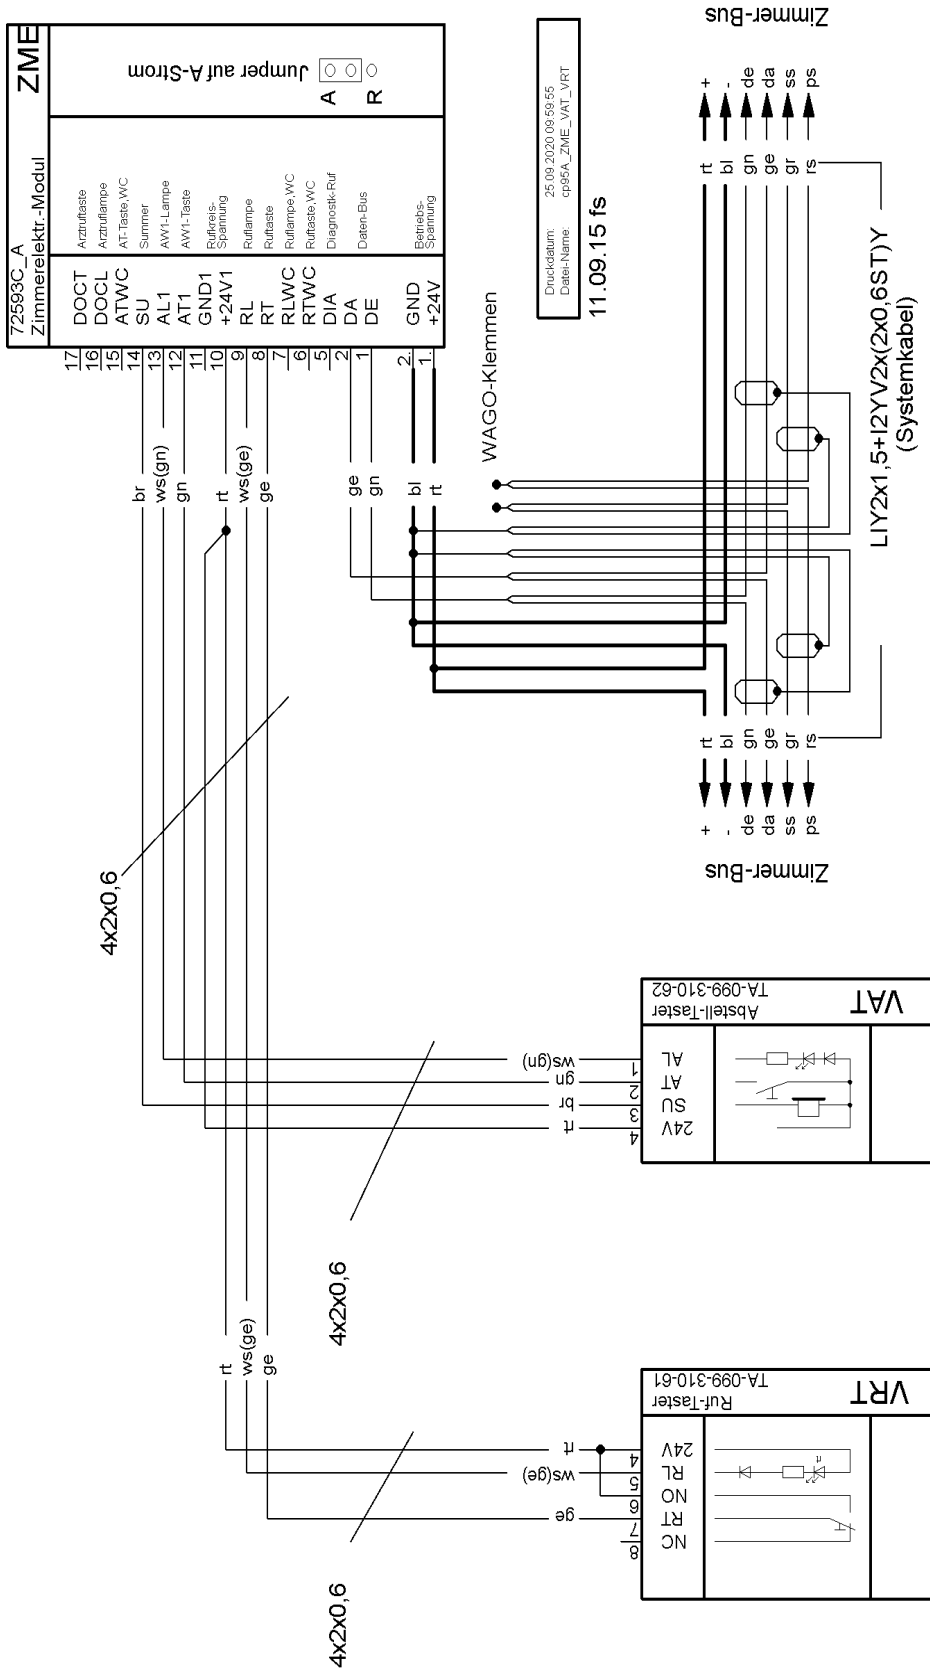 72593C_A
Zimmerelektr.-Modul
ZME
Jumper auf A-Strom
A
R
DOCT Arztruftaste
DOCL Arztruflampe
ATWC AT-Taste,WC
SU Summer
AL1 AW1-Lampe
AT1 AW1-Taste
GND1 Rufkreis-
+24V1 Spannung
RL Ruflampe
RT Ruftaste
RLWC Ruflampe,WC
RTWC Ruftaste,WC
DIA Diagnostk-Ruf
DA Daten-Bus
DE
GND Betriebs-
+24V Spannung
17
16
15
14
13
12
11
10
9
8
7
6
5
2
1
2.
1.
br
ws(gn)
gn
rt
ws(ge)
ge
ge
gn
bl
rt
WAGO-Klemmen
Druckdatum: 25.09.2020 09:59:55
Datei-Name: cp95A_ZME_VAT_VRT
11.09.15 fs
Zimmer-Bus
+
-
de
da
ss
ps
rt
bl
gn
ge
gr
rs
LIY2x1,5+I2YV2x(2x0,6ST)Y
(Systemkabel)
rt
bl
gn
ge
gr
rs
+
-
de
da
ss
ps
Zimmer-Bus
4x2x0,6
4x2x0,6
ws(gn)
gn
br
rt
1
2
3
4
AL
AT
SU
24V
Abstell-Taster
TA-099-310-62
VAT
rt
ws(ge)
ge
4x2x0,6
rt
ws(ge)
ge
4
5
6
7
8
24V
RL
NO
RT
NC
rt
Ruf-Taster
TA-099-310-61
VRT